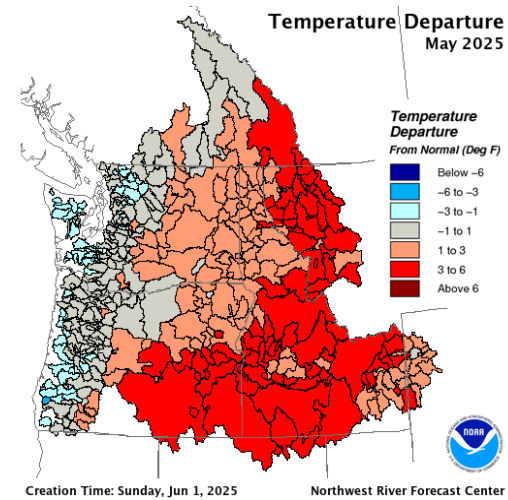 Temperature Departure
May 2025
Temperature
Departure
From Normal (Deg F)
Below −6
−6 to −3
−3 to −1
−1 to 1
1 to 3
3 to 6
Above 6
NOAA
Creation Time: Sunday, Jun 1, 2025
Northwest River Forecast Center